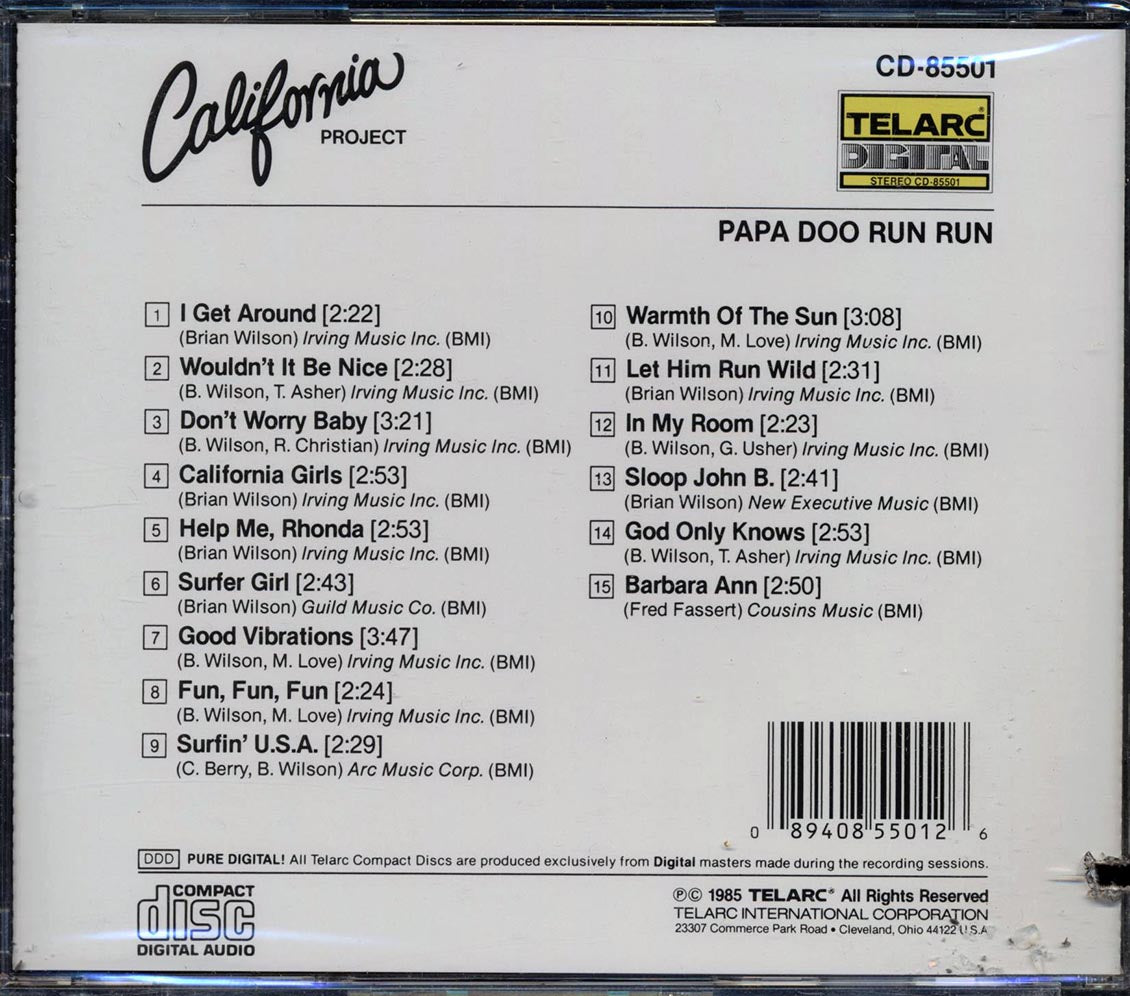 California
PROJECT
CD-85501
TELARC®
DIGITAL
STEREO CD-85501
PAPA DOO RUN RUN
1 I Get Around [2:22]
(Brian Wilson) Irving Music Inc. (BMI)
2 Wouldn't It Be Nice [2:28]
(B. Wilson, T. Asher) Irving Music Inc. (BMI)
3 Don't Worry Baby [3:21]
(B. Wilson, R. Christian) Irving Music Inc. (BMI)
4 California Girls [2:53]
(Brian Wilson) Irving Music Inc. (BMI)
5 Help Me, Rhonda [2:53]
(Brian Wilson) Irving Music Inc. (BMI)
6 Surfer Girl [2:43]
(Brian Wilson) Guild Music Co. (BMI)
7 Good Vibrations [3:47]
(B. Wilson, M. Love) Irving Music Inc. (BMI)
8 Fun, Fun, Fun [2:24]
(B. Wilson, M. Love) Irving Music Inc. (BMI)
9 Surfin' U.S.A. [2:29]
(C. Berry, B. Wilson) Arc Music Corp. (BMI)
10 Warmth Of The Sun [3:08]
(B. Wilson, M. Love) Irving Music Inc. (BMI)
11 Let Him Run Wild [2:31]
(Brian Wilson) Irving Music Inc. (BMI)
12 In My Room [2:23]
(B. Wilson, G. Usher) Irving Music Inc. (BMI)
13 Sloop John B. [2:41]
(Brian Wilson) New Executive Music (BMI)
14 God Only Knows [2:53]
(B. Wilson, T. Asher) Irving Music Inc. (BMI)
15 Barbara Ann [2:50]
(Fred Fassert) Cousins Music (BMI)
0 89408 55012 6
DDD PURE DIGITAL! All Telarc Compact Discs are produced exclusively from Digital masters made during the recording sessions.
COMPACT
disc
DIGITAL AUDIO
℗© 1985 TELARC® All Rights Reserved
TELARC INTERNATIONAL CORPORATION
23307 Commerce Park Road • Cleveland, Ohio 44122 U.S.A